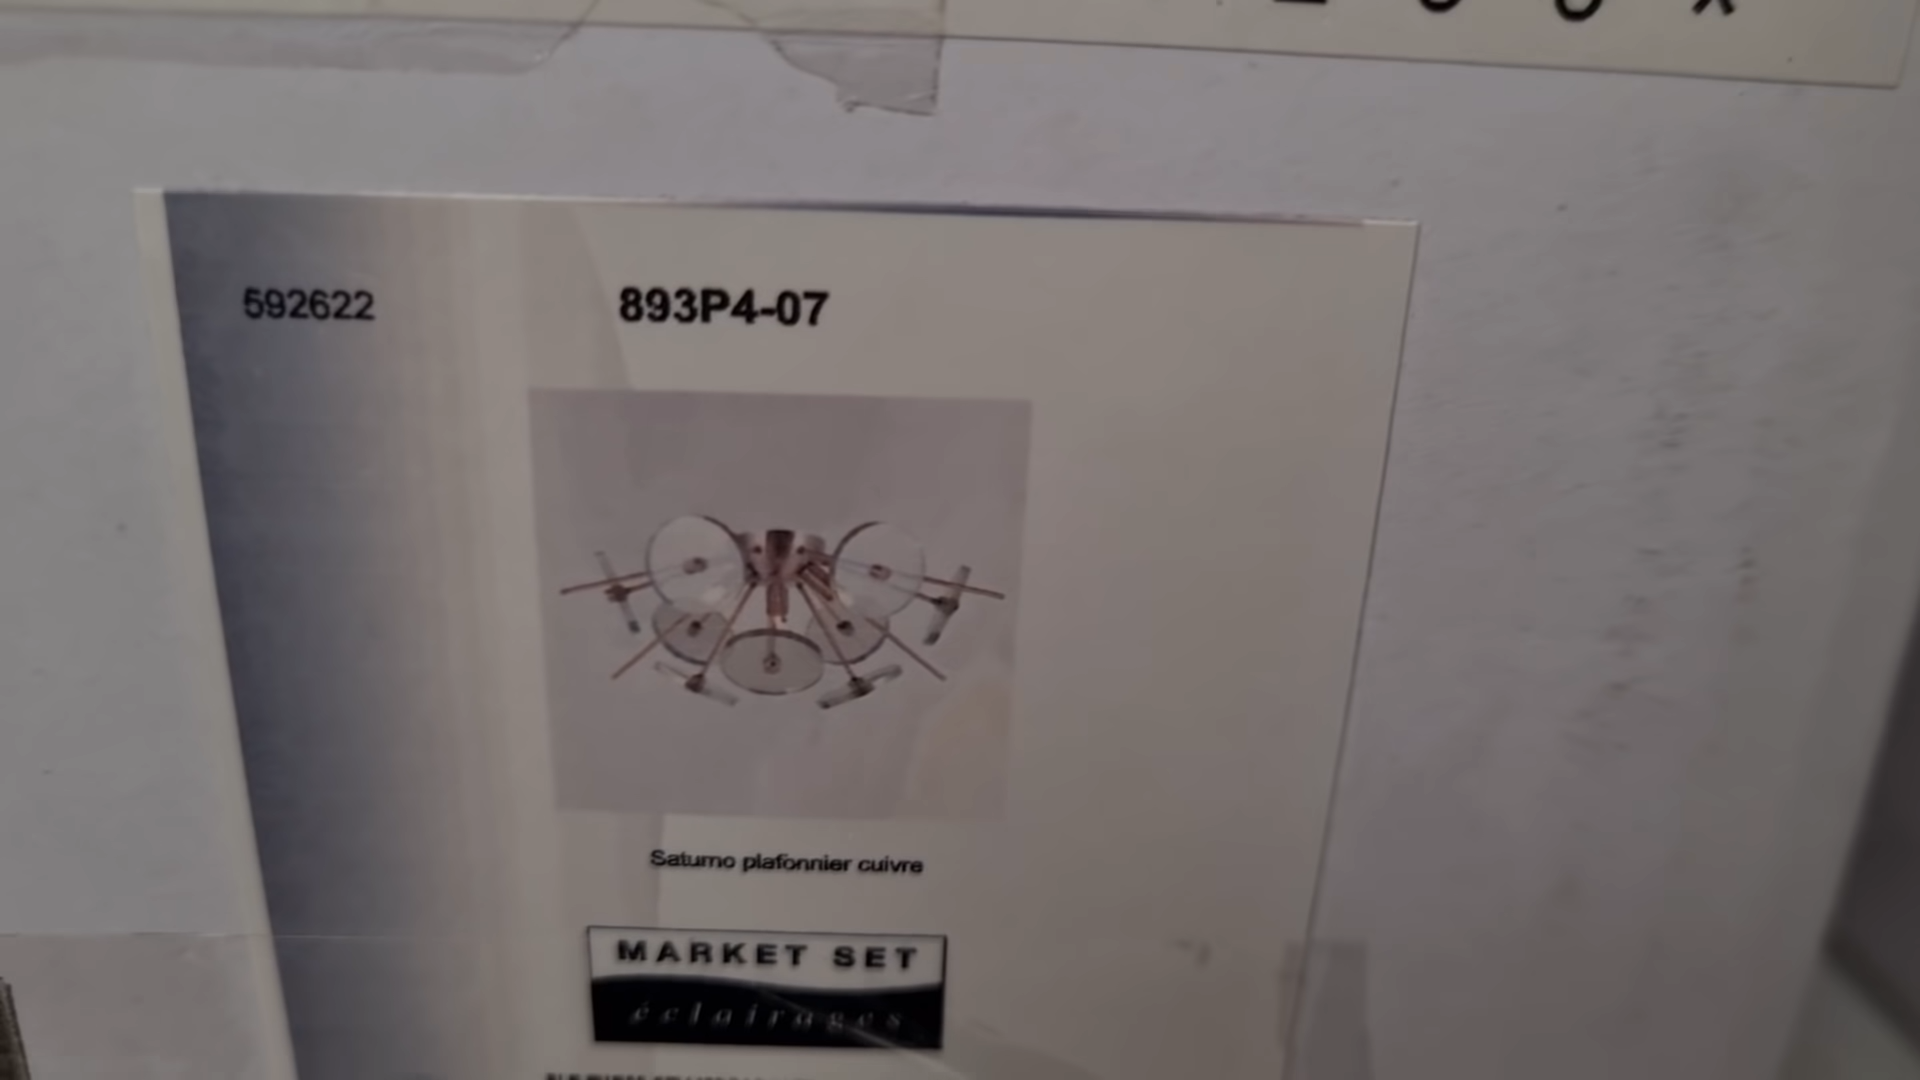 592622
893P4-07
Saturno plafonnier cuivre
MARKET SET
éclairages